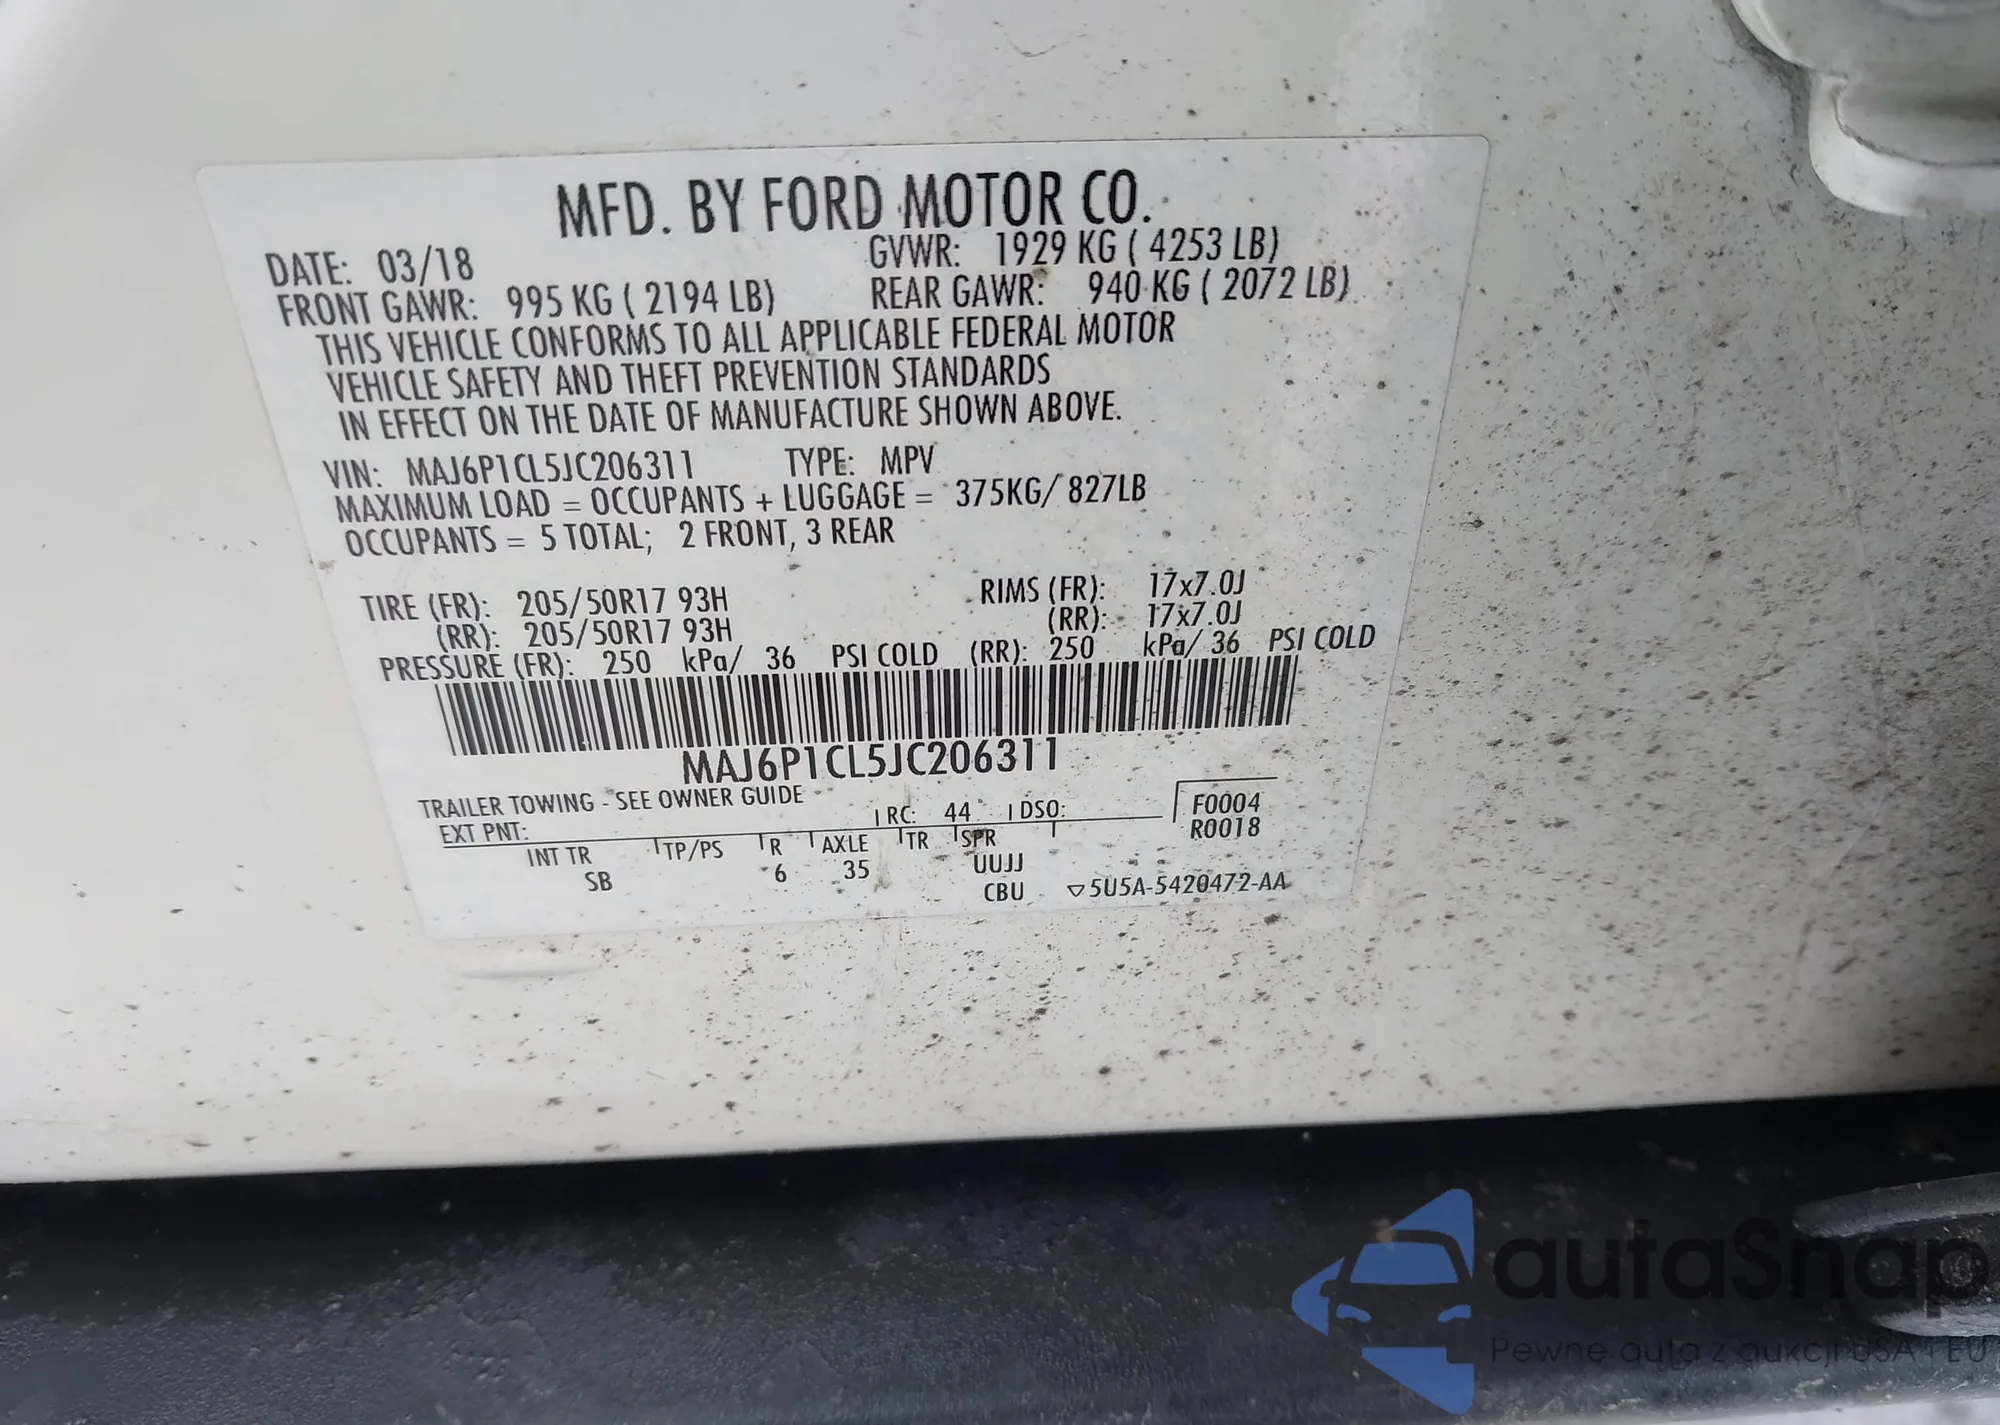 MFD. BY FORD MOTOR CO.
DATE: 03/18 GVWR: 1929 KG ( 4253 LB)
FRONT GAWR: 995 KG ( 2194 LB) REAR GAWR: 940 KG ( 2072 LB)
THIS VEHICLE CONFORMS TO ALL APPLICABLE FEDERAL MOTOR
VEHICLE SAFETY AND THEFT PREVENTION STANDARDS
IN EFFECT ON THE DATE OF MANUFACTURE SHOWN ABOVE.
VIN: MAJ6P1CL5JC206311 TYPE: MPV
MAXIMUM LOAD = OCCUPANTS + LUGGAGE = 375KG/ 827LB
OCCUPANTS = 5 TOTAL; 2 FRONT, 3 REAR
TIRE (FR): 205/50R17 93H RIMS (FR): 17x7.0J
(RR): 205/50R17 93H (RR): 17x7.0J
PRESSURE (FR): 250 kPa/ 36 PSI COLD (RR): 250 kPa/ 36 PSI COLD
MAJ6P1CL5JC206311
TRAILER TOWING - SEE OWNER GUIDE
EXT PNT: RC: 44 DSO: F0004
R0018
INT TR TP/PS R AXLE TR SPR
SB 6 35 UUJJ
CBU 5U5A-5420472-AA
autaSnap
Pewne auta z aukcji USA i EU